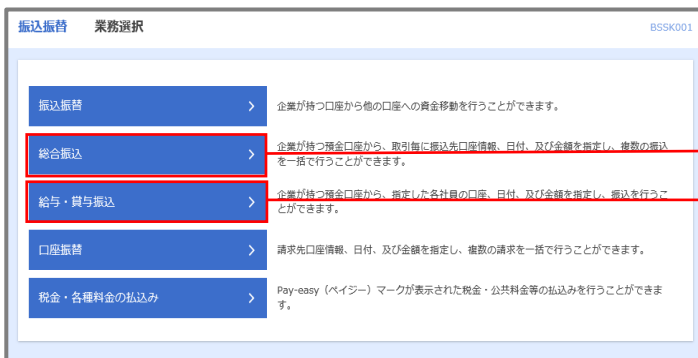 振込振替 業務選択 BSSK001
振込振替
企業が持つ口座から他の口座への資金移動を行うことができます。
総合振込
企業が持つ預金口座から、取引毎に振込先口座情報、日付、及び金額を指定し、複数の振込
を一括で行うことができます。
給与・賞与振込
企業が持つ預金口座から、指定した各社員の口座、日付、及び金額を指定し、振込を行うこ
とができます。
口座振替
請求先口座情報、日付、及び金額を指定し、複数の請求を一括で行うことができます。
税金・各種料金の払込み
Pay-easy（ペイジー）マークが表示された税金・公共料金等の払込みを行うことができま
す。